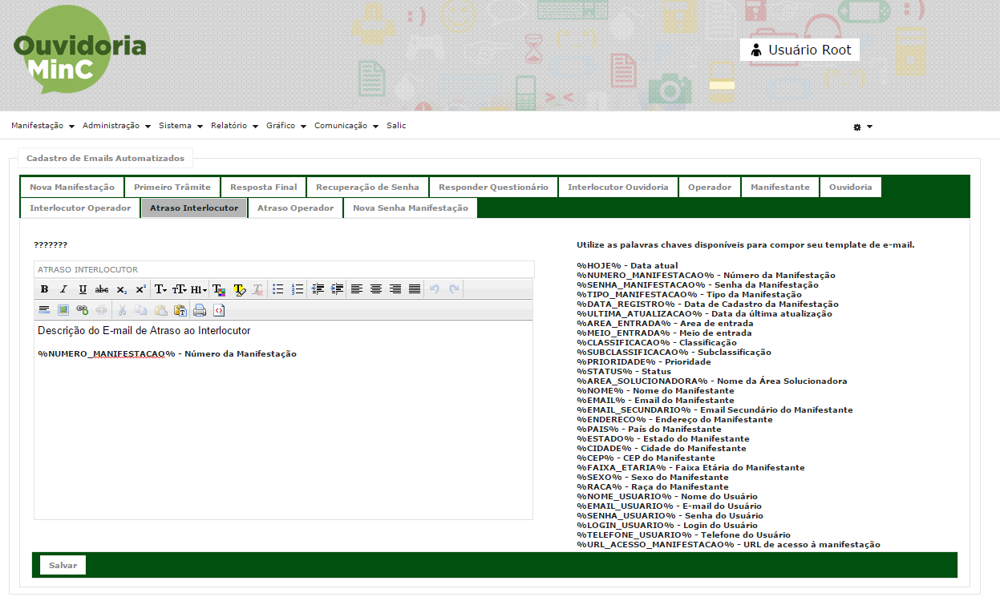 Ouvidoria
MinC
Usuário Root
Manifestação
Administração
Sistema
Relatório
Gráfico
Comunicação
Salic
Cadastro de Emails Automatizados
Nova Manifestação
Primeiro Trâmite
Resposta Final
Recuperação de Senha
Responder Questionário
Interlocutor Ouvidoria
Operador
Manifestante
Ouvidoria
Interlocutor Operador
Atraso Interlocutor
Atraso Operador
Nova Senha Manifestação
???????
ATRASO INTERLOCUTOR
Descrição do E-mail de Atraso ao Interlocutor
%NUMERO_MANIFESTACAO% - Número da Manifestação
Utilize as palavras chaves disponíveis para compor seu template de e-mail.
%HOJE% - Data atual
%NUMERO_MANIFESTACAO% - Número da Manifestação
%SENHA_MANIFESTACAO% - Senha da Manifestação
%TIPO_MANIFESTACAO% - Tipo da Manifestação
%DATA_REGISTRO% - Data de Cadastro da Manifestação
%ULTIMA_ATUALIZACAO% - Data da última atualização
%AREA_ENTRADA% - Area de entrada
%MEIO_ENTRADA% - Meio de entrada
%CLASSIFICACAO% - Classificação
%SUBCLASSIFICACAO% - Subclassificação
%PRIORIDADE% - Prioridade
%STATUS% - Status
%AREA_SOLUCIONADORA% - Nome da Área Solucionadora
%NOME% - Nome do Manifestante
%EMAIL% - Email do Manifestante
%EMAIL_SECUNDARIO% - Email Secundário do Manifestante
%ENDERECO% - Endereço do Manifestante
%PAIS% - País do Manifestante
%ESTADO% - Estado do Manifestante
%CIDADE% - Cidade do Manifestante
%CEP% - CEP do Manifestante
%FAIXA_ETARIA% - Faixa Etária do Manifestante
%SEXO% - Sexo do Manifestante
%RACA% - Raça do Manifestante
%NOME_USUARIO% - Nome do Usuário
%EMAIL_USUARIO% - E-mail do Usuário
%SENHA_USUARIO% - Senha do Usuário
%LOGIN_USUARIO% - Login do Usuário
%TELEFONE_USUARIO% - Telefone do Usuário
%URL_ACESSO_MANIFESTACAO% - URL de acesso à manifestação
Salvar